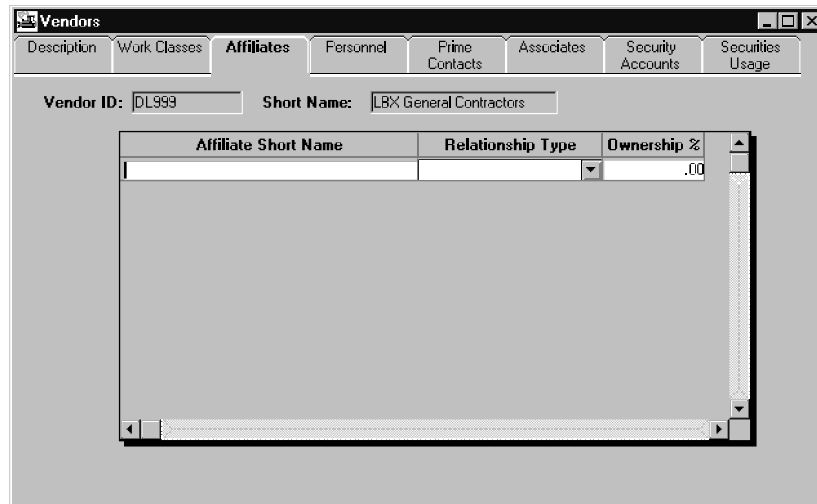 Vendors
Description Work Classes Affiliates Personnel Prime Contacts Associates Security Accounts Securities Usage
Vendor ID: DL999 Short Name: LBX General Contractors
Affiliate Short Name Relationship Type Ownership %
.00